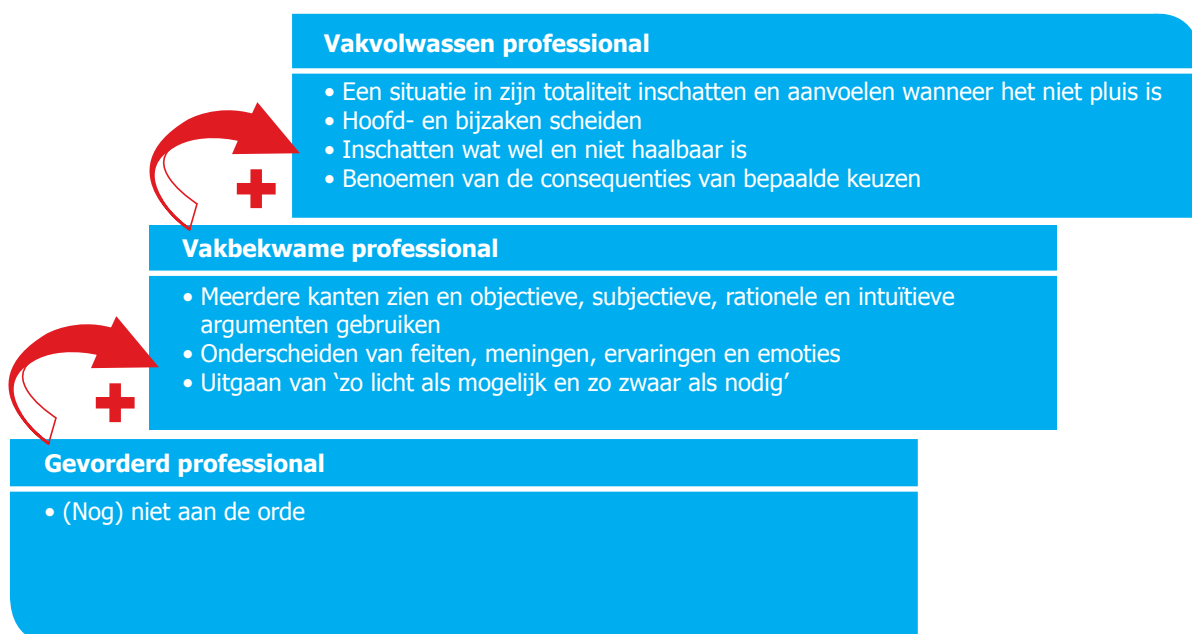 Vakvolwassen professional
• Een situatie in zijn totaliteit inschatten en aanvoelen wanneer het niet pluis is
• Hoofd- en bijzaken scheiden
• Inschatten wat wel en niet haalbaar is
• Benoemen van de consequenties van bepaalde keuzen
Vakbekwame professional
• Meerdere kanten zien en objectieve, subjectieve, rationele en intuïtieve
argumenten gebruiken
• Onderscheiden van feiten, meningen, ervaringen en emoties
• Uitgaan van ‘zo licht als mogelijk en zo zwaar als nodig’
Gevorderd professional
• (Nog) niet aan de orde